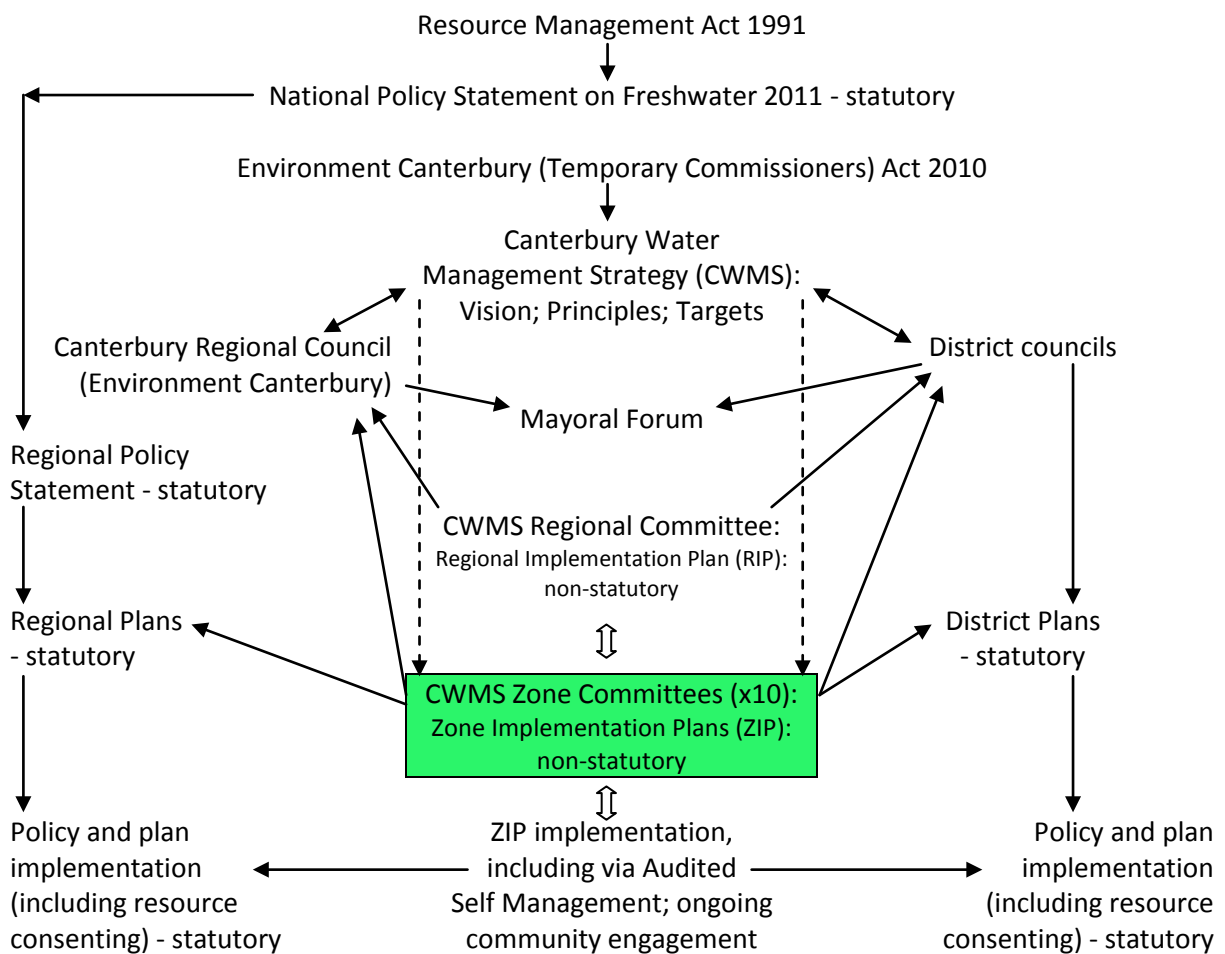 Resource Management Act 1991
National Policy Statement on Freshwater 2011 - statutory
Environment Canterbury (Temporary Commissioners) Act 2010
Canterbury Water
Management Strategy (CWMS):
Vision; Principles; Targets
Canterbury Regional Council
(Environment Canterbury)
District councils
Mayoral Forum
Regional Policy
Statement - statutory
CWMS Regional Committee:
Regional Implementation Plan (RIP):
non-statutory
Regional Plans
- statutory
District Plans
- statutory
CWMS Zone Committees (x10):
Zone Implementation Plans (ZIP):
non-statutory
Policy and plan
implementation
(including resource
consenting) - statutory
ZIP implementation,
including via Audited
Self Management; ongoing
community engagement
Policy and plan
implementation
(including resource
consenting) - statutory